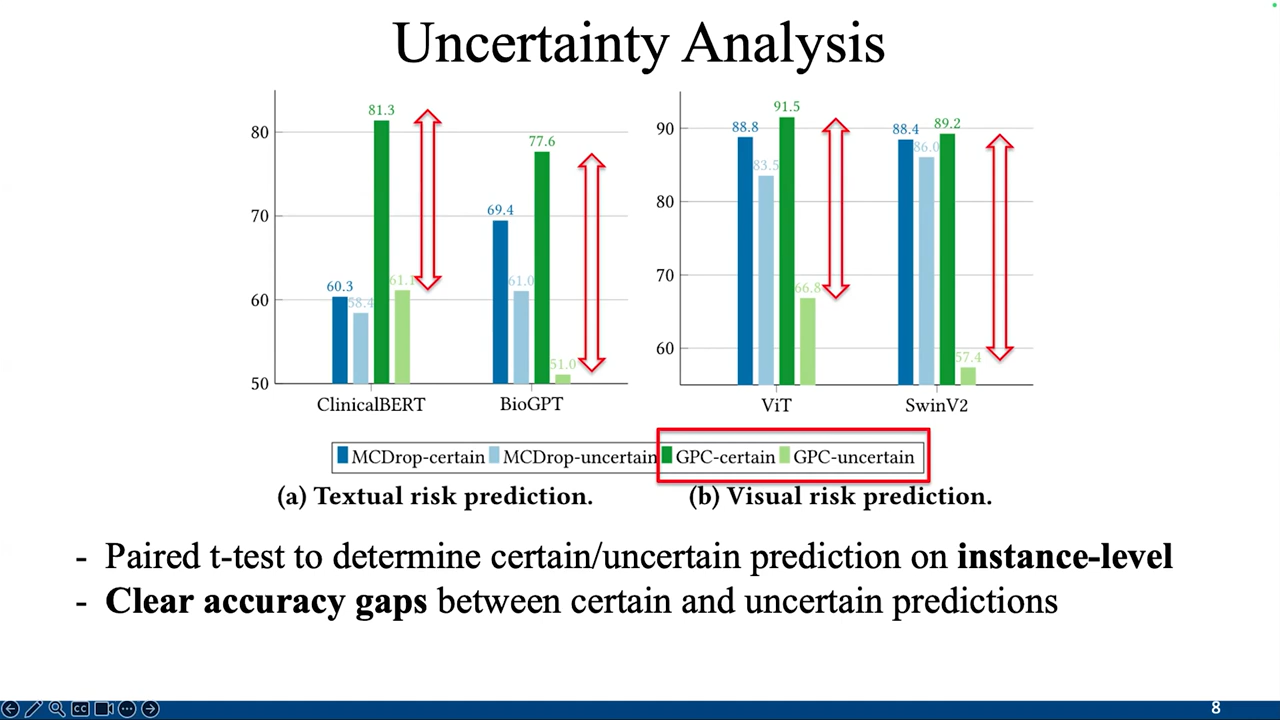 Uncertainty Analysis
80
70
60
50
60.3
58.4
81.3
61.1
69.4
61.0
77.6
51.0
ClinicalBERT
BioGPT
90
80
70
60
88.8
83.5
91.5
66.8
88.4
86.0
89.2
57.4
ViT
SwinV2
MCDrop-certain MCDrop-uncertain GPC-certain GPC-uncertain
(a) Textual risk prediction.
(b) Visual risk prediction.
- Paired t-test to determine certain/uncertain prediction on instance-level
- Clear accuracy gaps between certain and uncertain predictions
CC
8